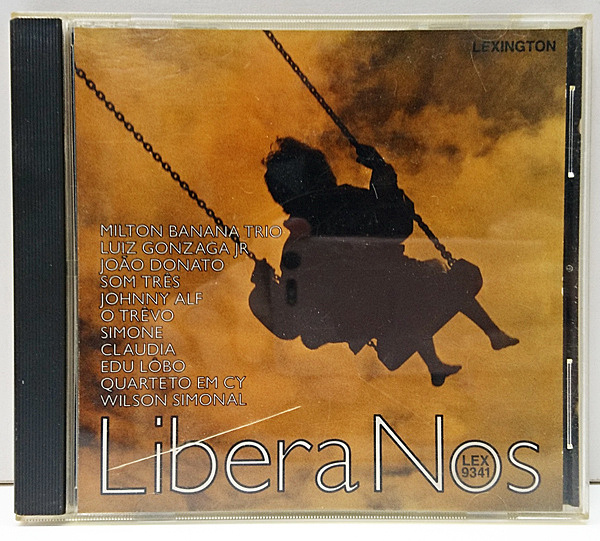 LEXINGTON
MILTON BANANA TRIO
LUIZ GONZAGA JR.
JOÃO DONATO
SOM TRÊS
JOHNNY ALF
O TREVO
SIMONE
CLAUDIA
EDU LOBO
QUARTETO EM CY
WILSON SIMONAL
Libera Nos
LEX
9341